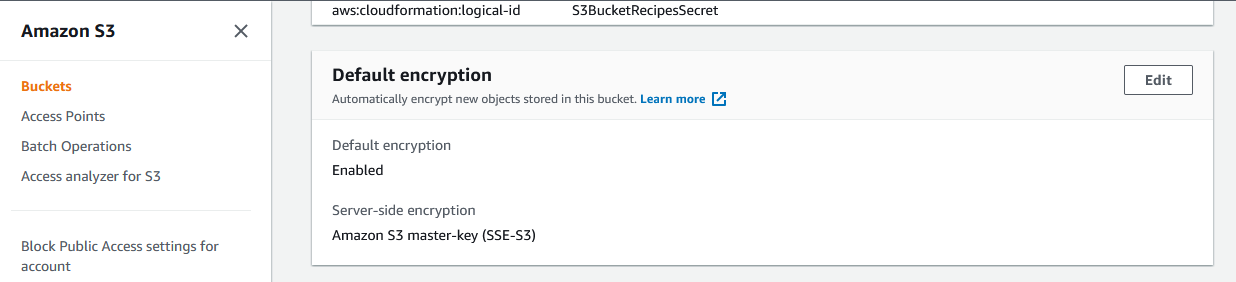 Amazon S3
Buckets
Access Points
Batch Operations
Access analyzer for S3
Block Public Access settings for
account
aws:cloudformation:logical-id S3BucketRecipesSecret
Default encryption
Edit
Automatically encrypt new objects stored in this bucket. Learn more
Default encryption
Enabled
Server-side encryption
Amazon S3 master-key (SSE-S3)